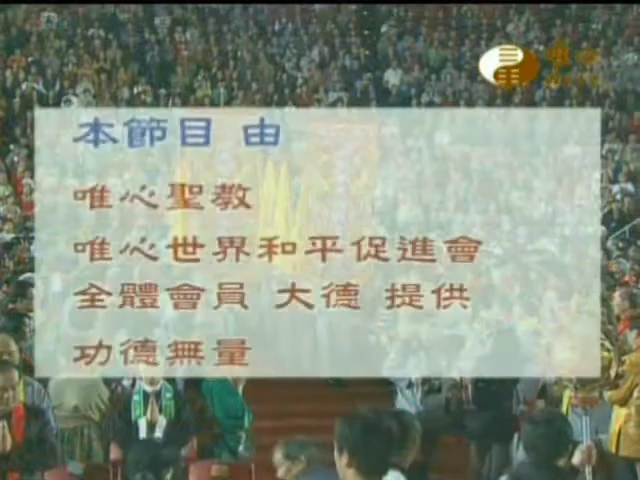 本節目 由
唯心聖教
唯心世界和平促進會
全體會員 大德 提供
功德無量